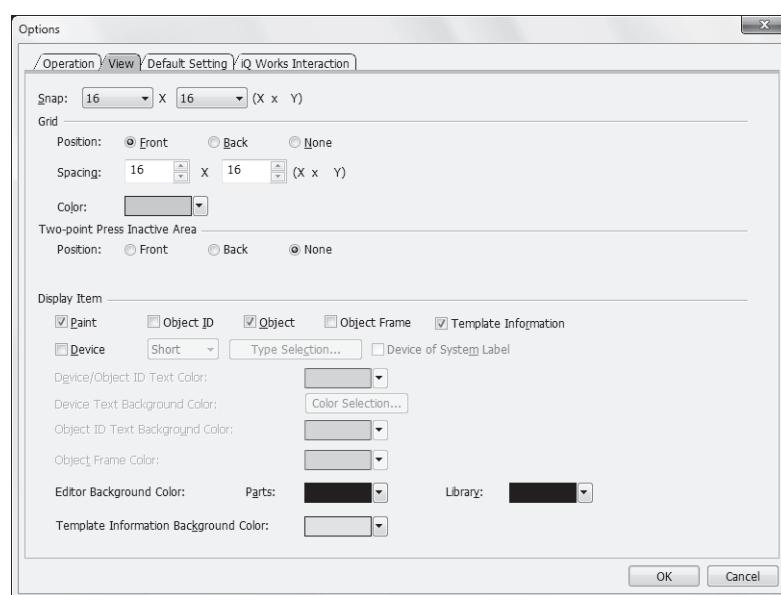 Options
Operation View Default Setting iQ Works Interaction
Snap: 16 X 16 (X x Y)
Grid
Position: Front Back None
Spacing: 16 X 16 (X x Y)
Color:
Two-point Press Inactive Area
Position: Front Back None
Display Item
Paint Object ID Object Object Frame Template Information
Device Short Type Selection... Device of System Label
Device/Object ID Text Color:
Device Text Background Color: Color Selection...
Object ID Text Background Color:
Object Frame Color:
Editor Background Color: Parts: Library:
Template Information Background Color:
OK Cancel